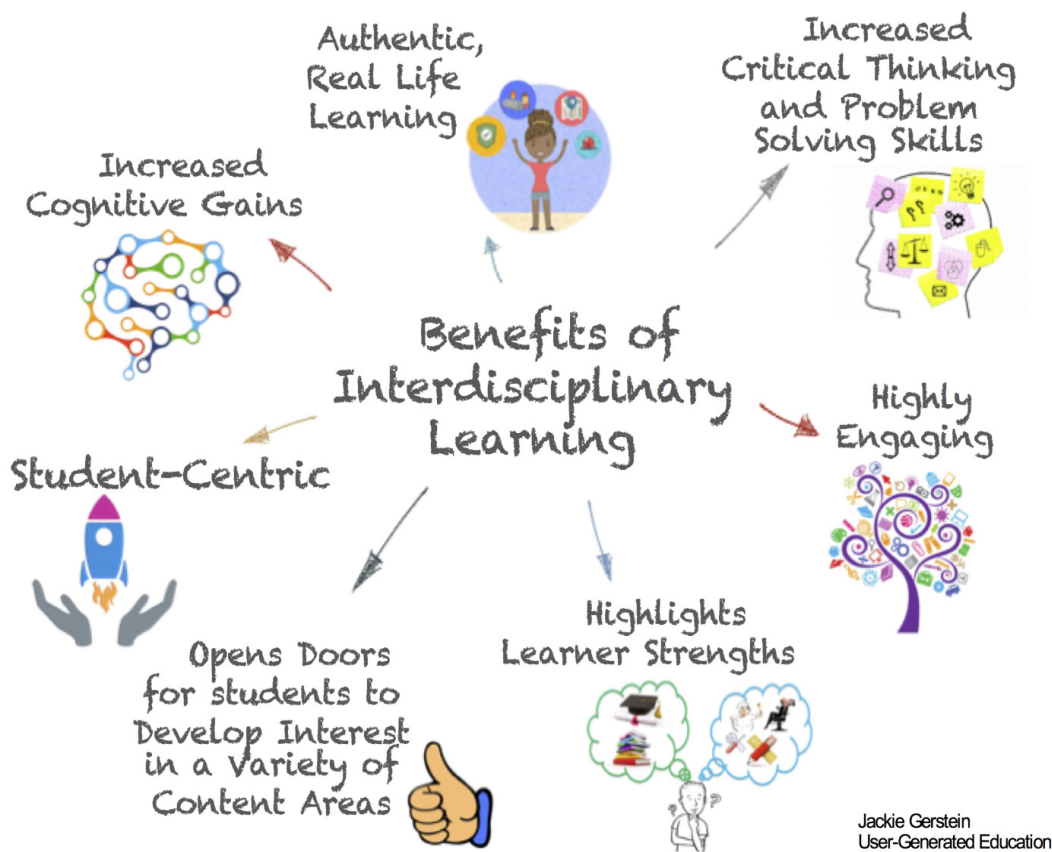 Authentic,
Real Life
Learning
Increased
Critical Thinking
and Problem
Solving Skills
Increased
Cognitive Gains
Benefits of
Interdisciplinary
Learning
Highly
Engaging
Student-Centric
Highlights
Learner Strengths
Opens Doors
for students to
Develop Interest
in a Variety of
Content Areas
Jackie Gerstein
User-Generated Education